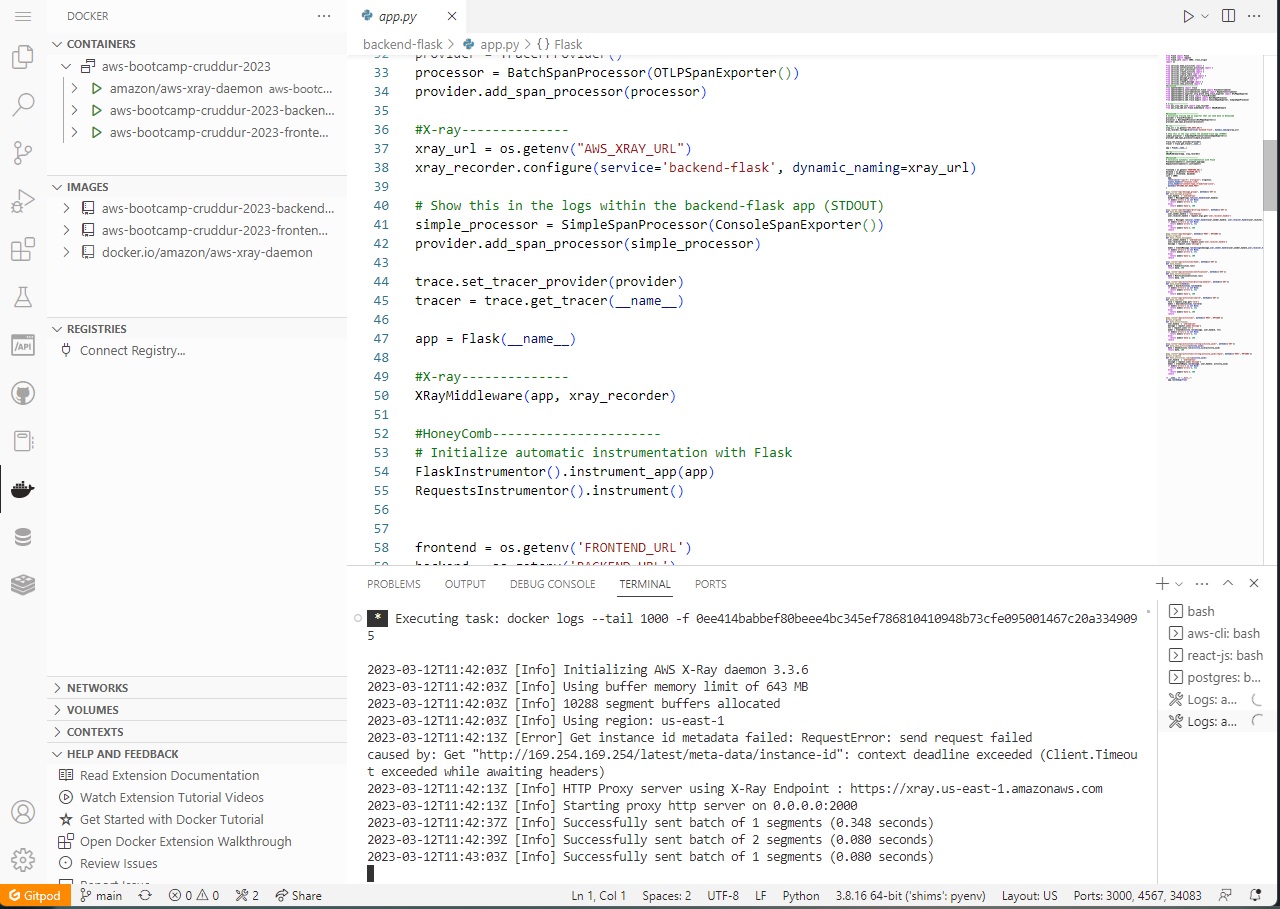 DOCKER
CONTAINERS
aws-bootcamp-cruddur-2023
amazon/aws-xray-daemon aws-bootc...
aws-bootcamp-cruddur-2023-backen...
aws-bootcamp-cruddur-2023-fronte...
IMAGES
aws-bootcamp-cruddur-2023-backend...
aws-bootcamp-cruddur-2023-fronten...
docker.io/amazon/aws-xray-daemon
REGISTRIES
Connect Registry...
NETWORKS
VOLUMES
CONTEXTS
HELP AND FEEDBACK
Read Extension Documentation
Watch Extension Tutorial Videos
Get Started with Docker Tutorial
Open Docker Extension Walkthrough
Review Issues
Report Issue
/API
app.py
backend-flask > app.py > {} Flask
32 provider = TracerProvider()
33 processor = BatchSpanProcessor(OTLPSpanExporter())
34 provider.add_span_processor(processor)
35
36 #X-ray--------------
37 xray_url = os.getenv("AWS_XRAY_URL")
38 xray_recorder.configure(service='backend-flask', dynamic_naming=xray_url)
39
40 # Show this in the logs within the backend-flask app (STDOUT)
41 simple_processor = SimpleSpanProcessor(ConsoleSpanExporter())
42 provider.add_span_processor(simple_processor)
43
44 trace.set_tracer_provider(provider)
45 tracer = trace.get_tracer(__name__)
46
47 app = Flask(__name__)
48
49 #X-ray--------------
50 XRayMiddleware(app, xray_recorder)
51
52 #HoneyComb----------------------
53 # Initialize automatic instrumentation with Flask
54 FlaskInstrumentor().instrument_app(app)
55 RequestsInstrumentor().instrument()
56
57
58 frontend = os.getenv('FRONTEND_URL')
59 backend = os.getenv('BACKEND_URL')
PROBLEMS OUTPUT DEBUG CONSOLE TERMINAL PORTS
* Executing task: docker logs --tail 1000 -f 0ee414babbef80beee4bc345ef786810410948b73cfe095001467c20a334909
5
2023-03-12T11:42:03Z [Info] Initializing AWS X-Ray daemon 3.3.6
2023-03-12T11:42:03Z [Info] Using buffer memory limit of 643 MB
2023-03-12T11:42:03Z [Info] 10288 segment buffers allocated
2023-03-12T11:42:03Z [Info] Using region: us-east-1
2023-03-12T11:42:13Z [Error] Get instance id metadata failed: RequestError: send request failed
caused by: Get "http://169.254.169.254/latest/meta-data/instance-id": context deadline exceeded (Client.Timeou
t exceeded while awaiting headers)
2023-03-12T11:42:13Z [Info] HTTP Proxy server using X-Ray Endpoint : https://xray.us-east-1.amazonaws.com
2023-03-12T11:42:13Z [Info] Starting proxy http server on 0.0.0.0:2000
2023-03-12T11:42:37Z [Info] Successfully sent batch of 1 segments (0.348 seconds)
2023-03-12T11:42:39Z [Info] Successfully sent batch of 2 segments (0.080 seconds)
2023-03-12T11:43:03Z [Info] Successfully sent batch of 1 segments (0.080 seconds)
bash
aws-cli: bash
react-js: bash
postgres: b...
Logs: a...
Logs: a...
Gitpod main 0 0 2 Share Ln 1, Col 1 Spaces: 2 UTF-8 LF Python 3.8.16 64-bit ('shims': pyenv) Layout: US Ports: 3000, 4567, 34083